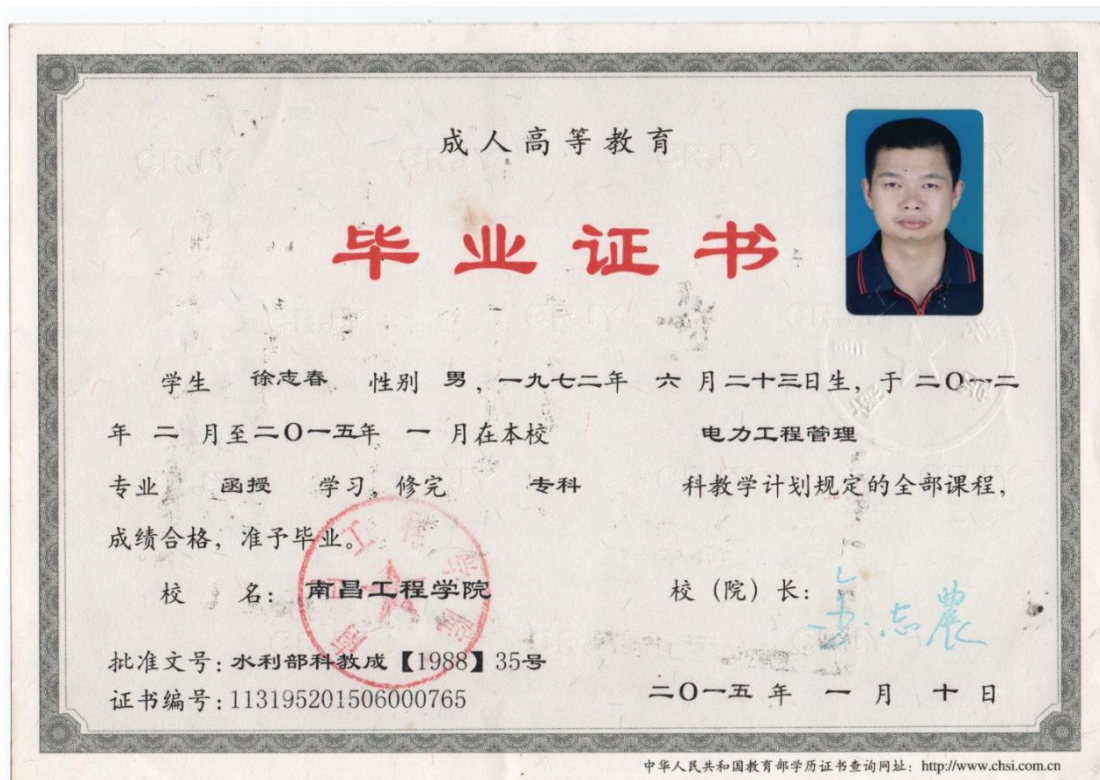 成人高等教育
毕业证书
学生 徐志春 性别 男，一九七二年 六 月二十三日生，于 二〇一二
年 二 月至二〇一五年 一 月在本校 电力工程管理
专业 函授 学习，修完 专科 科教学计划规定的全部课程，
成绩合格，准予毕业。
校 名：南昌工程学院
校（院）长：
金志農
批准文号：水利部科教成【1988】35号
证书编号：113195201506000765
二〇一五 年 一 月 十 日
中华人民共和国教育部学历证书查询网址：http://www.chsi.com.cn